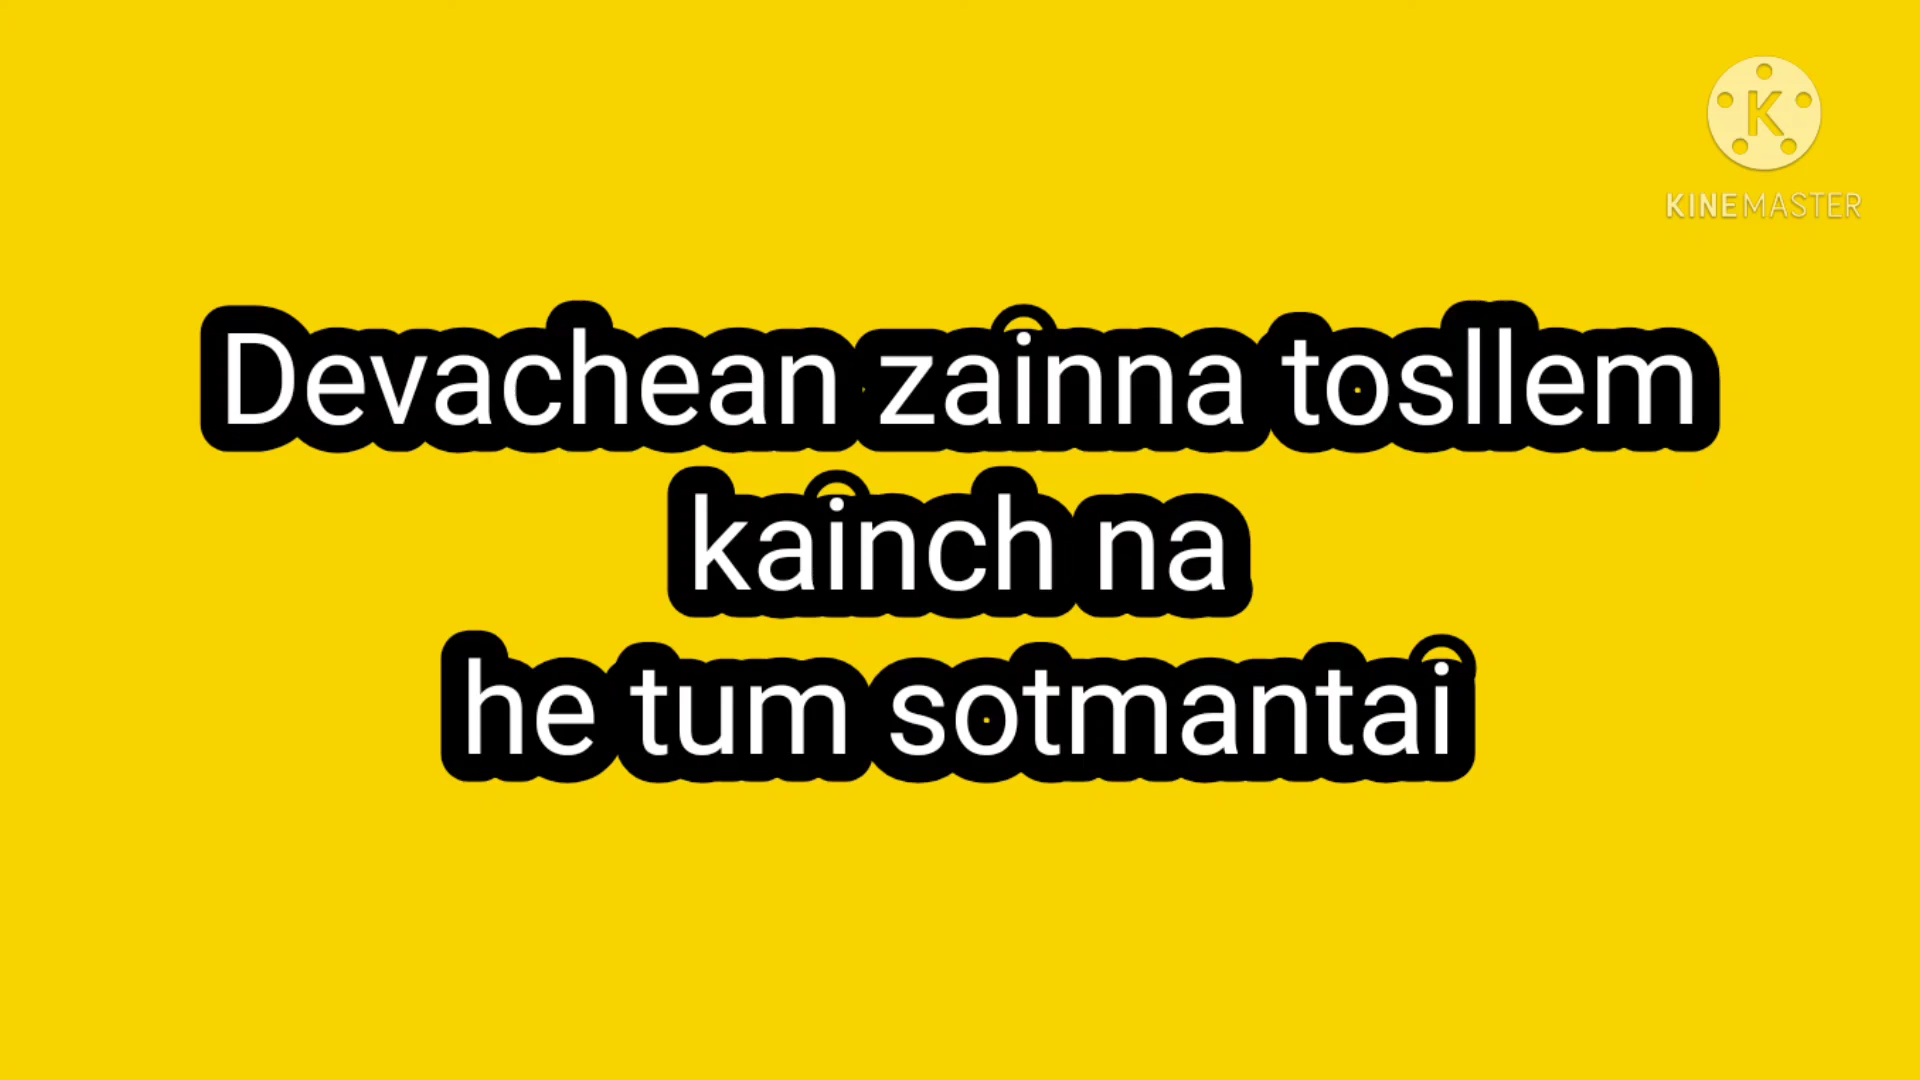 K
KINEMASTER
Devachean zainna tosllem
kainch na
he tum sotmantai